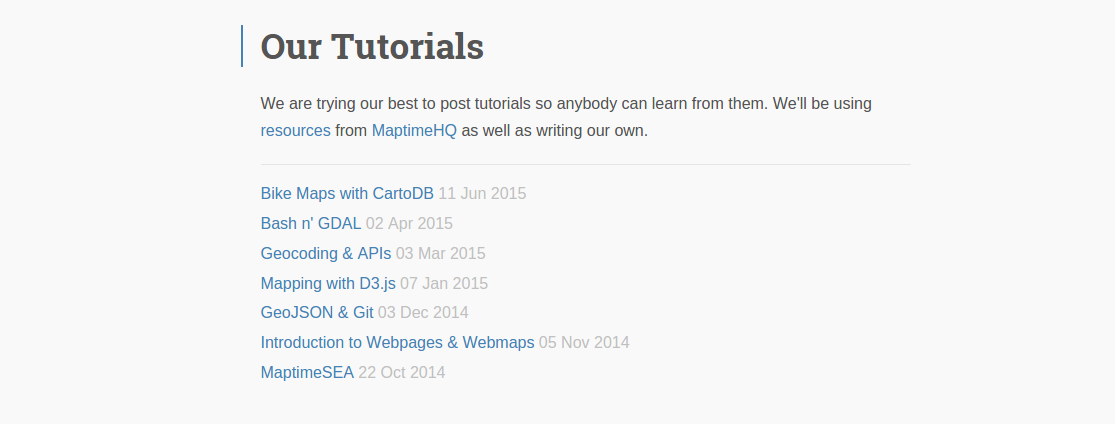 Our Tutorials
We are trying our best to post tutorials so anybody can learn from them. We'll be using
resources from MaptimeHQ as well as writing our own.
Bike Maps with CartoDB 11 Jun 2015
Bash n' GDAL 02 Apr 2015
Geocoding & APIs 03 Mar 2015
Mapping with D3.js 07 Jan 2015
GeoJSON & Git 03 Dec 2014
Introduction to Webpages & Webmaps 05 Nov 2014
MaptimeSEA 22 Oct 2014